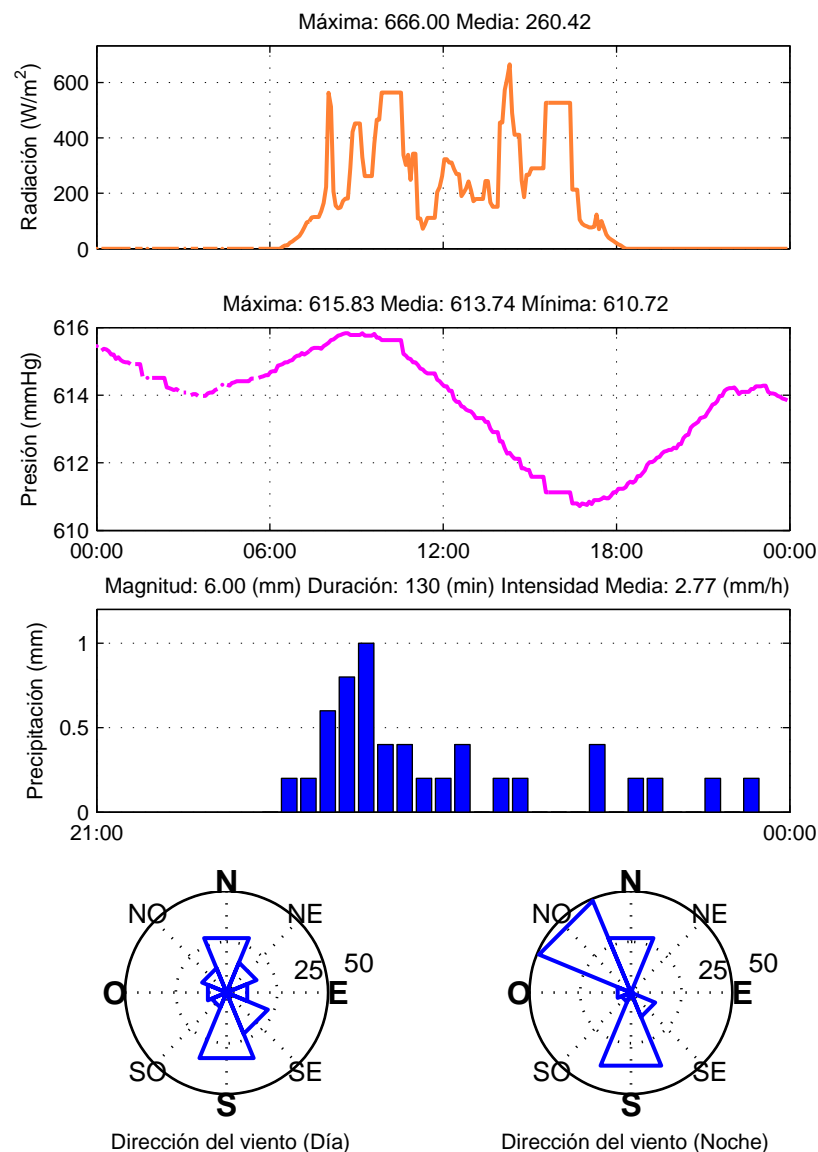 Máxima: 666.00 Media: 260.42
Radiación (W/m²)
600
400
200
0
Máxima: 615.83 Media: 613.74 Mínima: 610.72
Presión (mmHg)
616
614
612
610
00:00 06:00 12:00 18:00 00:00
Magnitud: 6.00 (mm) Duración: 130 (min) Intensidad Media: 2.77 (mm/h)
Precipitación (mm)
1
0.5
0
21:00 00:00
N
NO NE
25 50
O E
SO SE
S
Dirección del viento (Día)
N
NO NE
25 50
O E
SO SE
S
Dirección del viento (Noche)